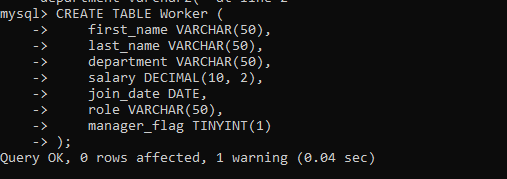 mysql> CREATE TABLE Worker (
    ->     first_name VARCHAR(50),
    ->     last_name VARCHAR(50),
    ->     department VARCHAR(50),
    ->     salary DECIMAL(10, 2),
    ->     join_date DATE,
    ->     role VARCHAR(50),
    ->     manager_flag TINYINT(1)
    -> );
Query OK, 0 rows affected, 1 warning (0.04 sec)